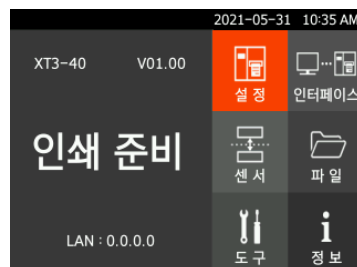 2021-05-31 10:35 AM
XT3-40 V01.00
인쇄 준비
LAN : 0.0.0.0
설 정
인터페이스
센 서
파 일
도 구
정 보